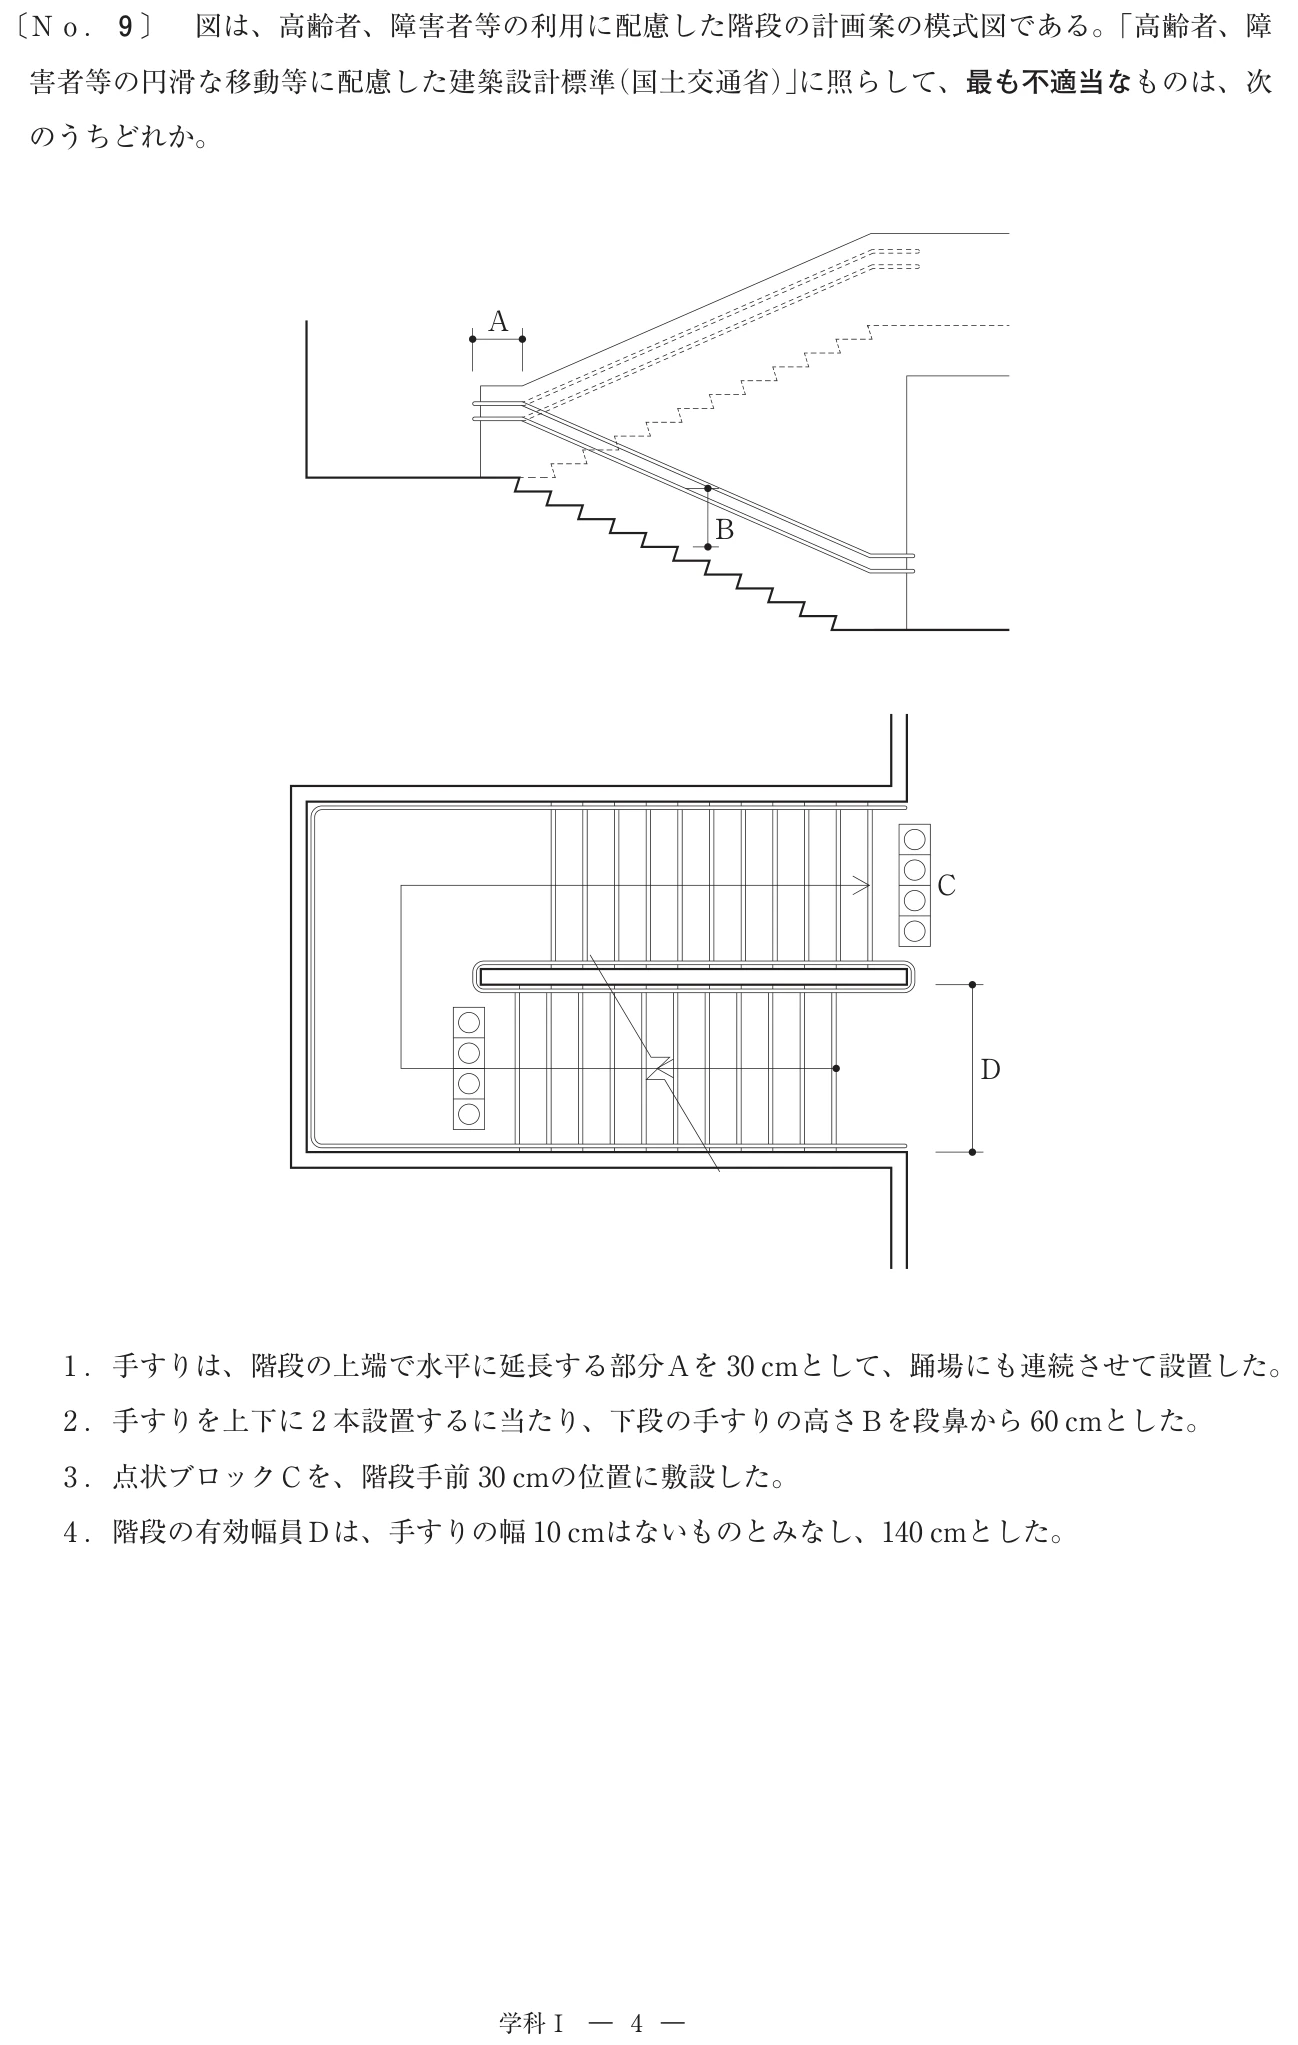 〔No. 9〕　図は、高齢者、障害者等の利用に配慮した階段の計画案の模式図である。「高齢者、障
害者等の円滑な移動等に配慮した建築設計標準(国土交通省)」に照らして、最も不適当なものは、次
のうちどれか。
A
B
C
D
1．手すりは、階段の上端で水平に延長する部分Ａを 30 cmとして、踊場にも連続させて設置した。
2．手すりを上下に２本設置するに当たり、下段の手すりの高さＢを段鼻から 60 cmとした。
3．点状ブロックＣを、階段手前 30 cmの位置に敷設した。
4．階段の有効幅員Ｄは、手すりの幅 10 cmはないものとみなし、140 cmとした。
学科Ⅰ　―　4　―